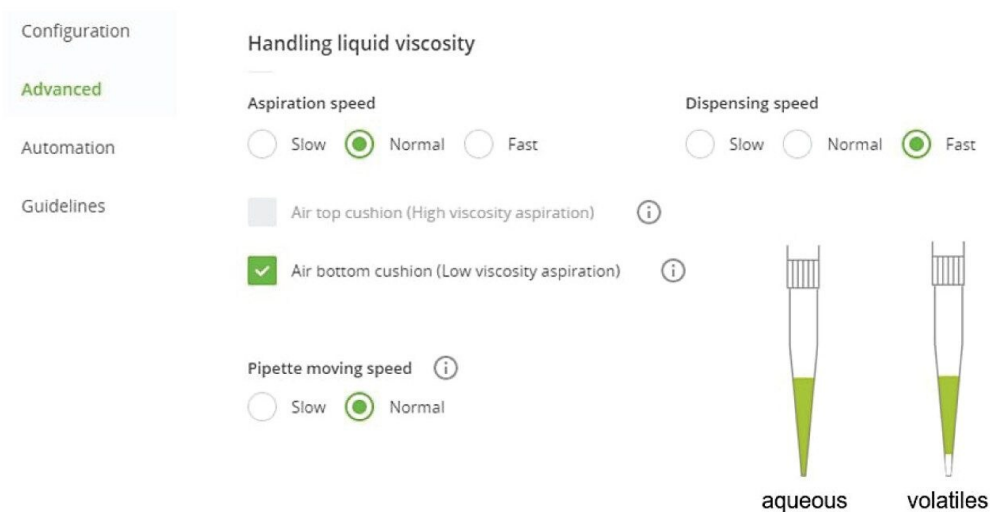 Configuration
Advanced
Automation
Guidelines
Handling liquid viscosity
Aspiration speed
Slow Normal Fast
Dispensing speed
Slow Normal Fast
Air top cushion (High viscosity aspiration)
Air bottom cushion (Low viscosity aspiration)
Pipette moving speed
Slow Normal
aqueous volatiles